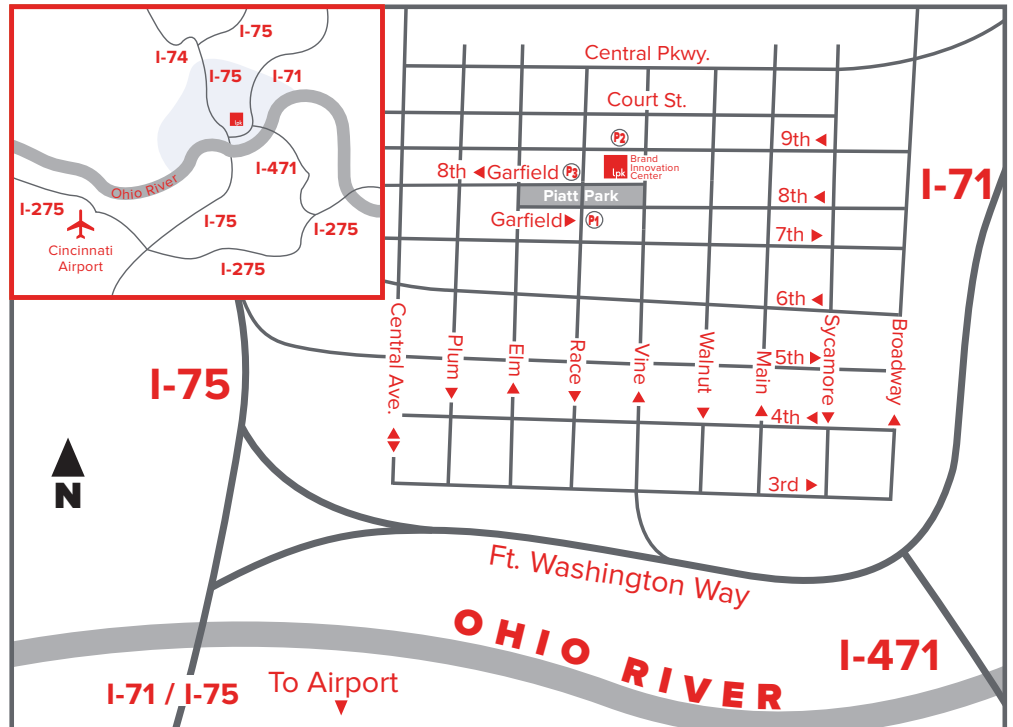 I-75
I-74
I-75
I-71
lpk
I-471
Ohio River
I-275
I-75
I-275
Cincinnati
Airport
I-275
Central Pkwy.
Court St.
P2
9th
8th
Garfield
P3
lpk
Brand
Innovation
Center
I-71
Piatt Park
8th
Garfield
P1
7th
6th
Central Ave.
Plum
Elm
Race
Vine
Walnut
Main
Sycamore
Broadway
5th
I-75
4th
N
3rd
Ft. Washington Way
OHIO RIVER
I-471
I-71 / I-75
To Airport